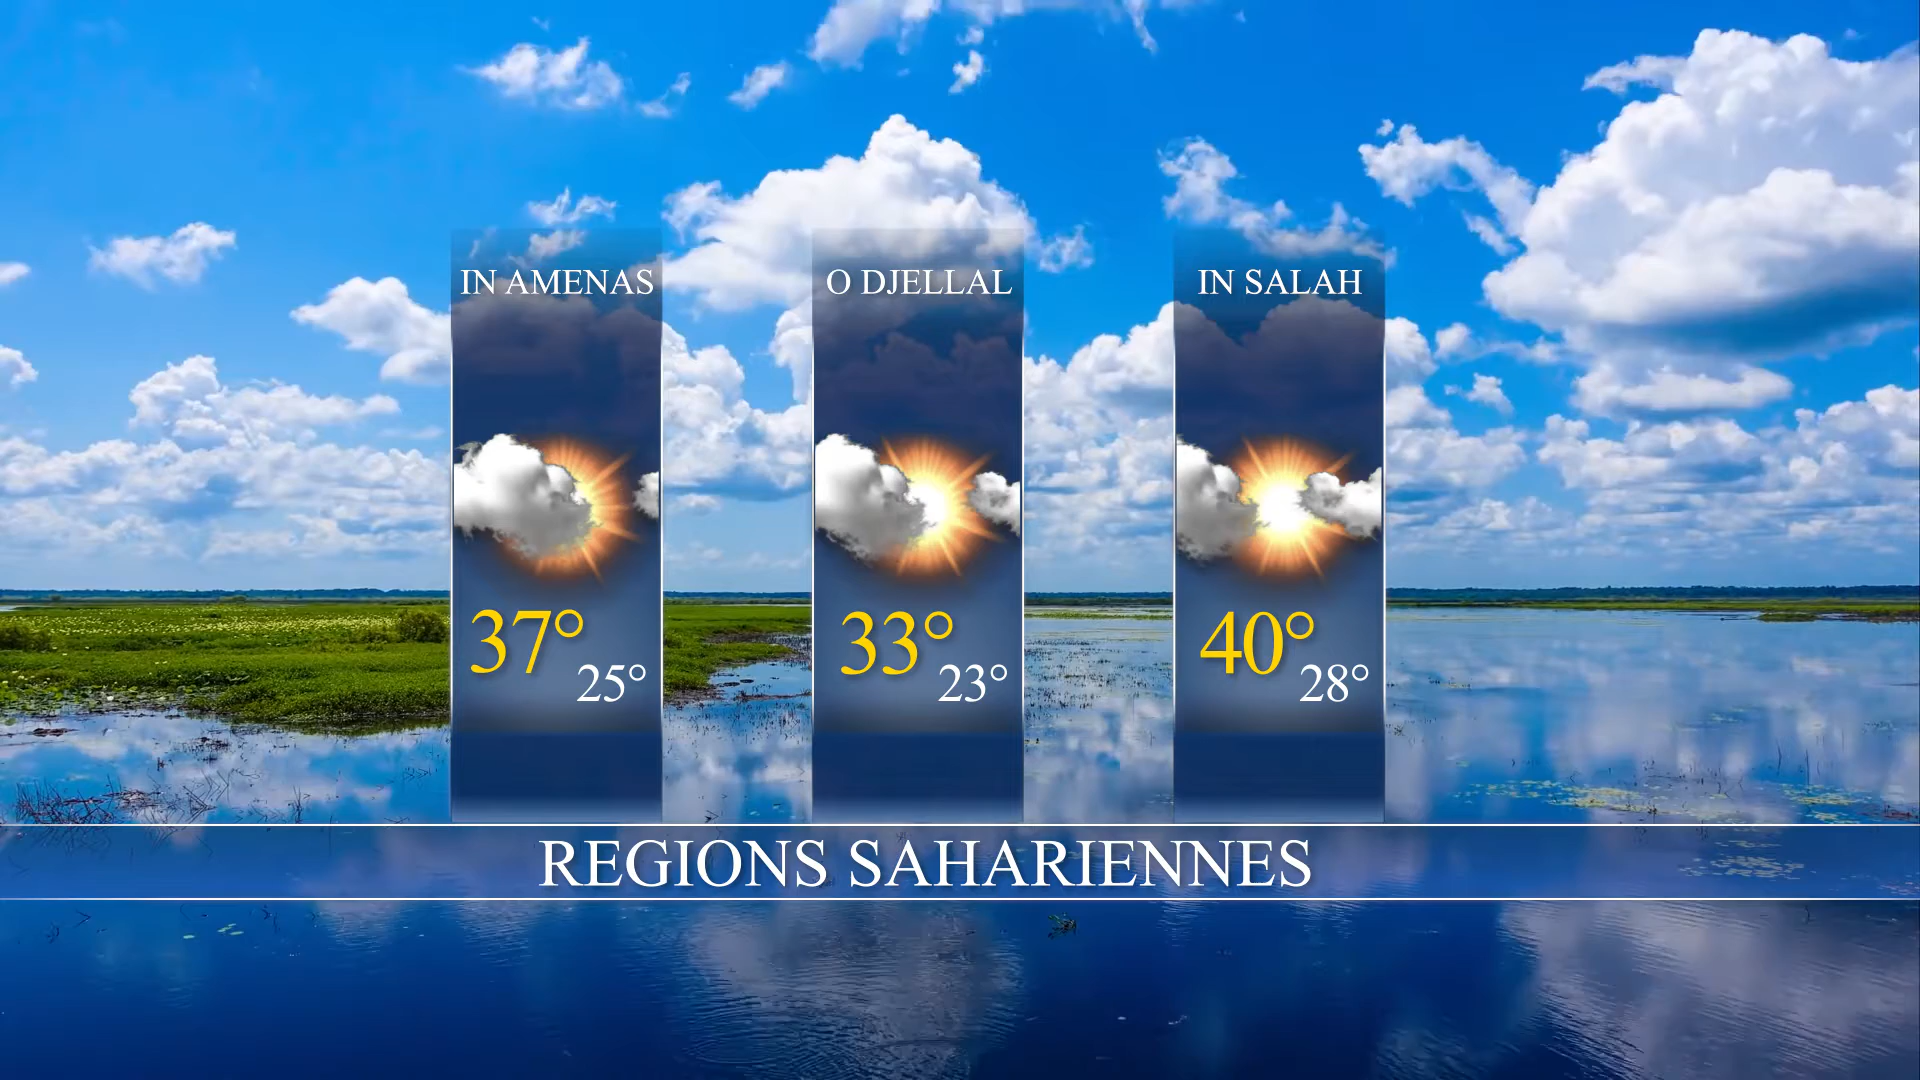 IN AMENAS
O DJELLAL
IN SALAH
37°
25°
33°
23°
40°
28°
REGIONS SAHARIENNES